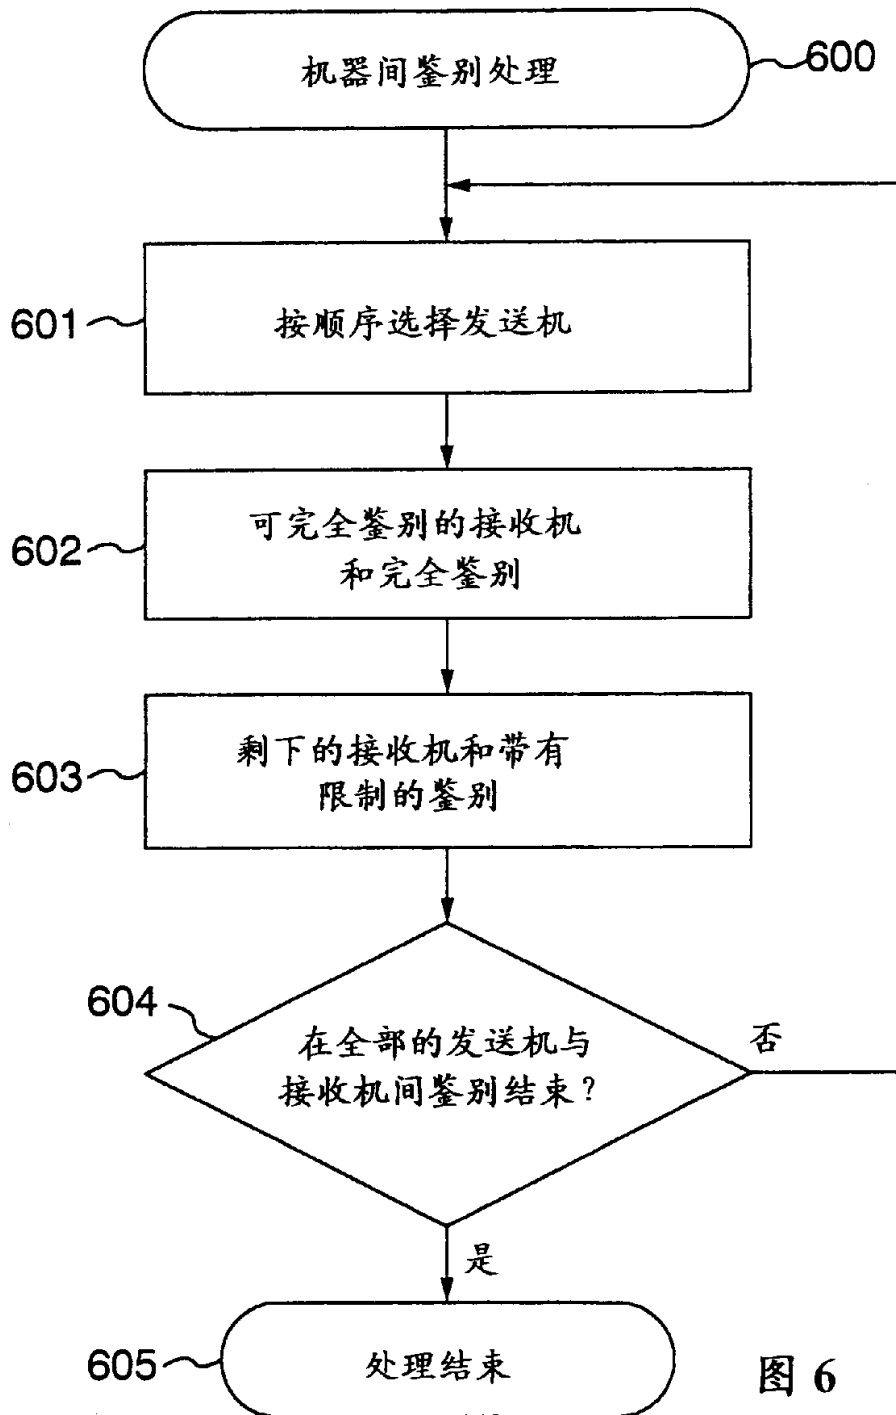 机器间鉴别处理
600
601
按顺序选择发送机
602
可完全鉴别的接收机
和完全鉴别
603
剩下的接收机和带有
限制的鉴别
604
在全部的发送机与
接收机间鉴别结束？
否
是
605
处理结束
图 6